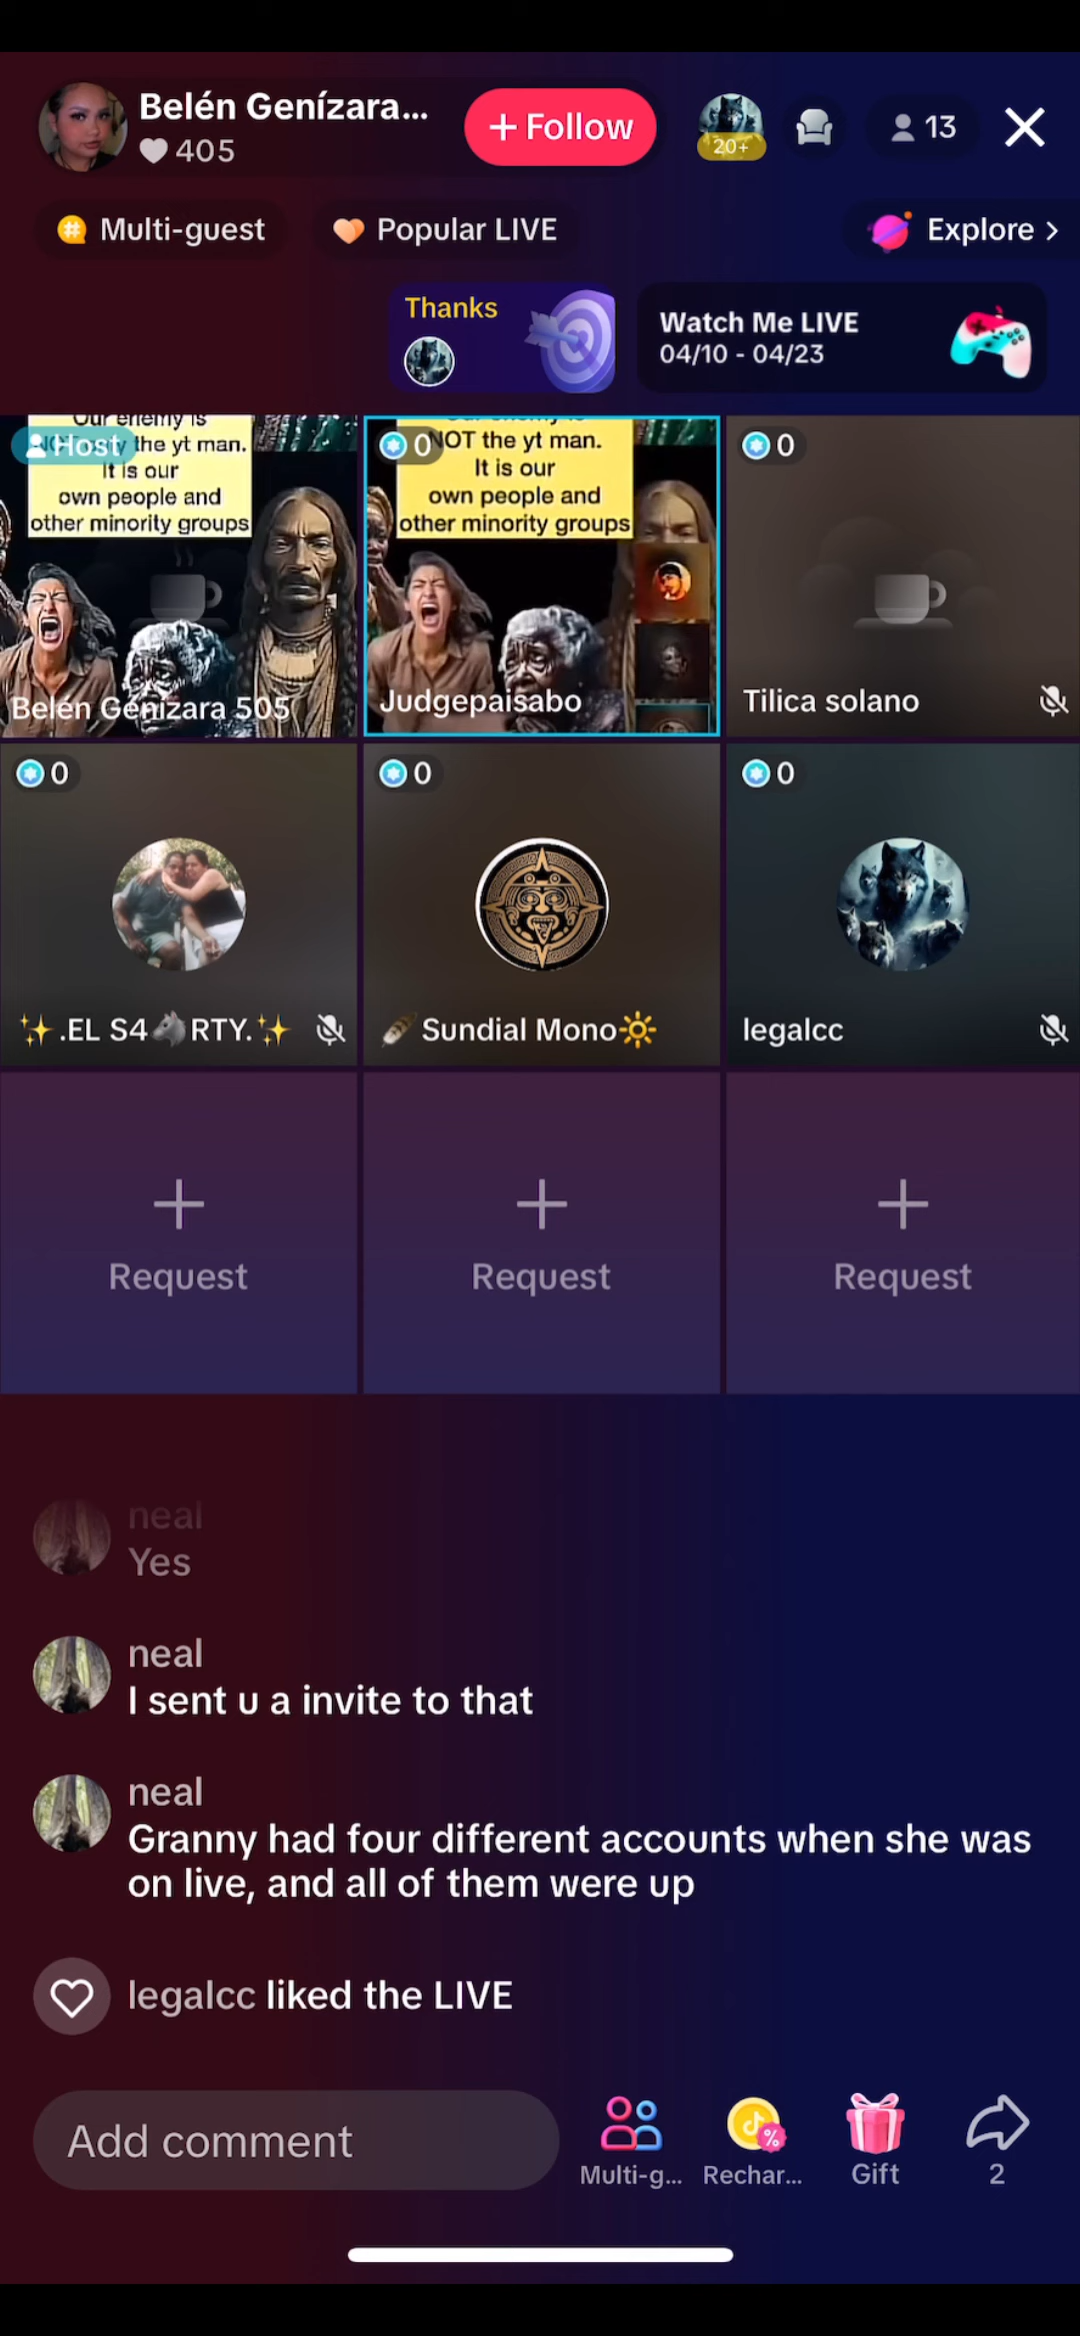 Belén Genízara...
405
+ Follow
20+
13
Multi-guest
Popular LIVE
Explore >
Thanks
Watch Me LIVE
04/10 - 04/23
Our enemy is
Host
the yt man.
It is our
own people and
other minority groups
Belén Genízara 505
0
NOT the yt man.
It is our
own people and
other minority groups
Judgepaisabo
0
Tilica solano
0
✨.EL S4🐺RTY.✨
0
🪶 Sundial Mono🔆
0
legalcc
Request
Request
Request
neal
Yes
neal
I sent u a invite to that
neal
Granny had four different accounts when she was
on live, and all of them were up
legalcc liked the LIVE
Add comment
Multi-g...
Rechar...
Gift
2